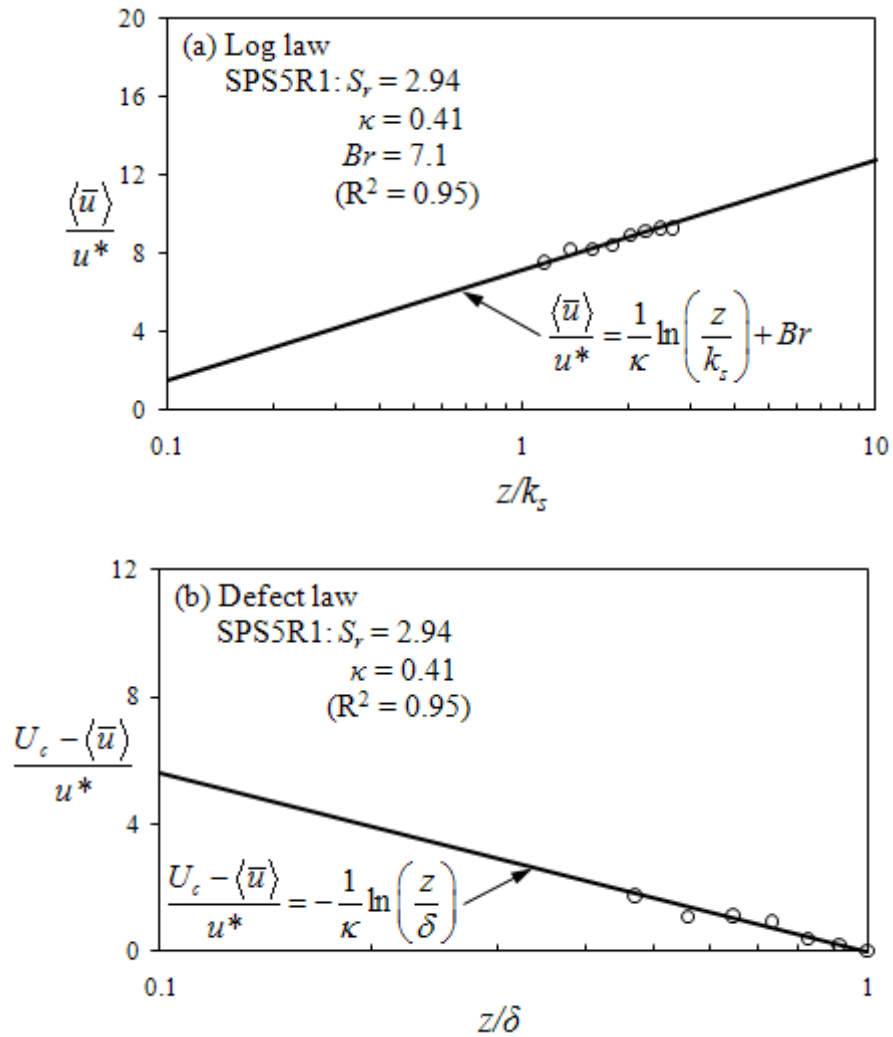 20
(a) Log law
SPS5R1: Sᵣ = 2.94
κ = 0.41
Br = 7.1
(R² = 0.95)
16
12
8
4
0
⟨u̅⟩/u*
⟨u̅⟩/u* = 1/κ ln(z/kₛ) + Br
0.1 1 10
z/kₛ
12
(b) Defect law
SPS5R1: Sᵣ = 2.94
κ = 0.41
(R² = 0.95)
8
4
0
U_c − ⟨u̅⟩/u*
U_c − ⟨u̅⟩/u* = − 1/κ ln(z/δ)
0.1 1
z/δ